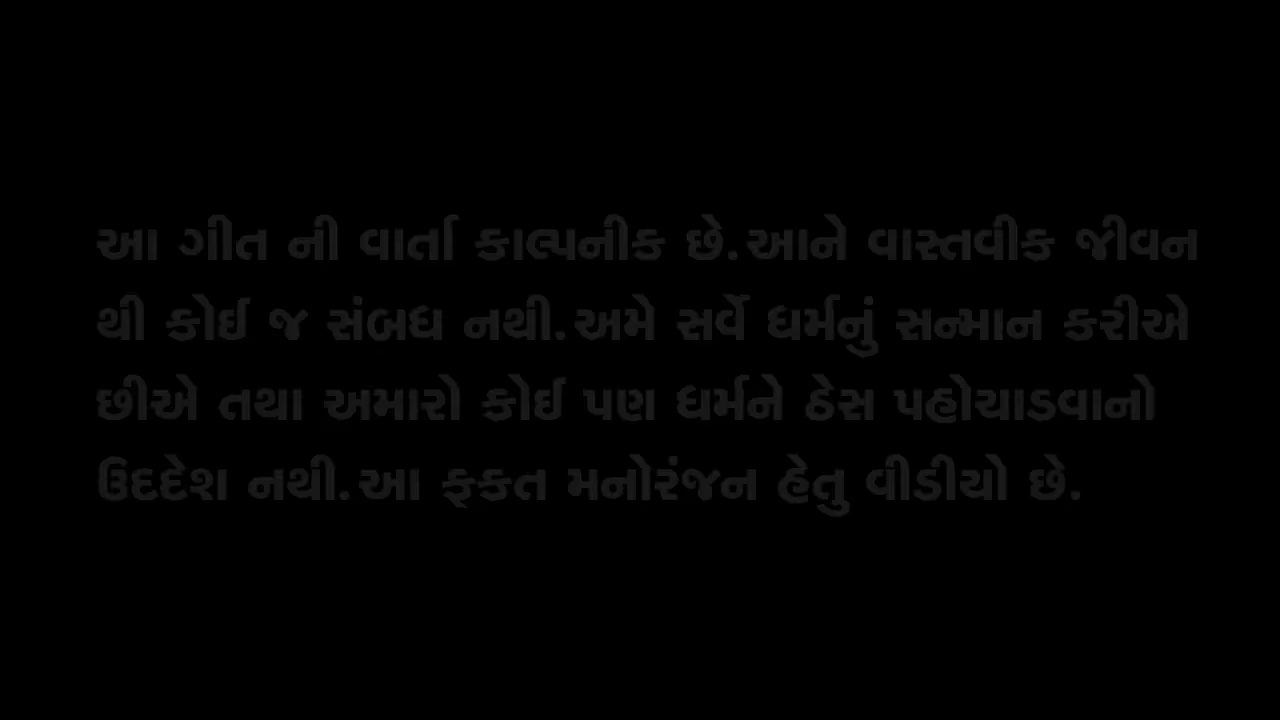 આ ગીત ની વાર્તા કાલ્પનીક છે.આને વાસ્તવીક જીવન
થી કોઈ જ સંબધ નથી.અમે સર્વે ધર્મનું સન્માન કરીએ
છીએ તથા અમારો કોઈ પણ ધર્મને ઠેસ પહોચાડવાનો
ઉદદેશ નથી.આ ફકત મનોરંજન હેતુ વીડીયો છે.